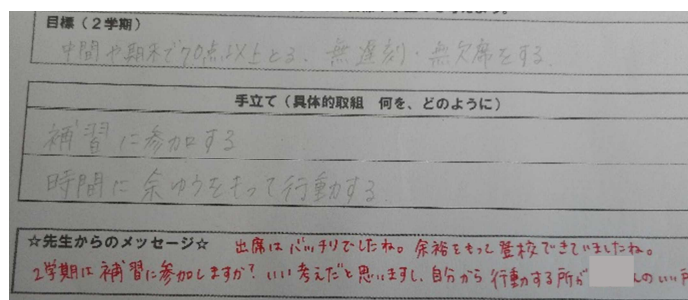 目標(2学期)
中間や期末で70点以上とる、無遅刻・無欠席をする
手立て(具体的取組 何を、どのように)
補習に参加する
時間に余ゆうをもって行動する
☆先生からのメッセージ☆ 出席はバッチリでしたね。余裕をもって登校できていましたね。
2学期は補習に参加しますか?いい考えだと思いますし、自分から行動する所が んのいい